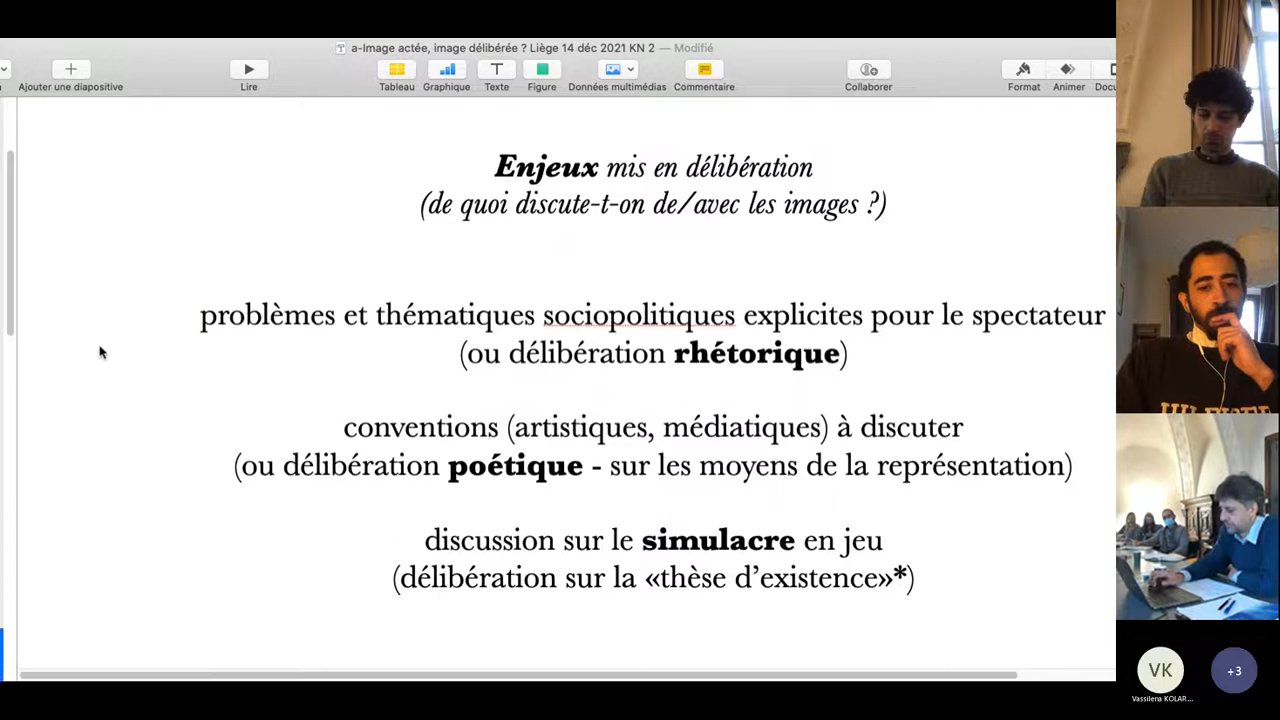 a-Image actée, image délibérée ? Liège 14 déc 2021 KN 2 — Modifié
Ajouter une diapositive
Lire
Tableau
Graphique
Texte
Figure
Données multimédias
Commentaire
Collaborer
Format
Animer
Docu
Enjeux mis en délibération
(de quoi discute-t-on de/avec les images ?)
problèmes et thématiques sociopolitiques explicites pour le spectateur
(ou délibération rhétorique)
conventions (artistiques, médiatiques) à discuter
(ou délibération poétique - sur les moyens de la représentation)
discussion sur le simulacre en jeu
(délibération sur la «thèse d’existence»*)
VK
+3
Vassilena KOLAR...